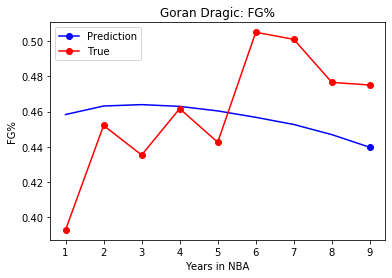 Goran Dragic: FG%
Prediction
True
FG%
0.50
0.48
0.46
0.44
0.42
0.40
1 2 3 4 5 6 7 8 9
Years in NBA